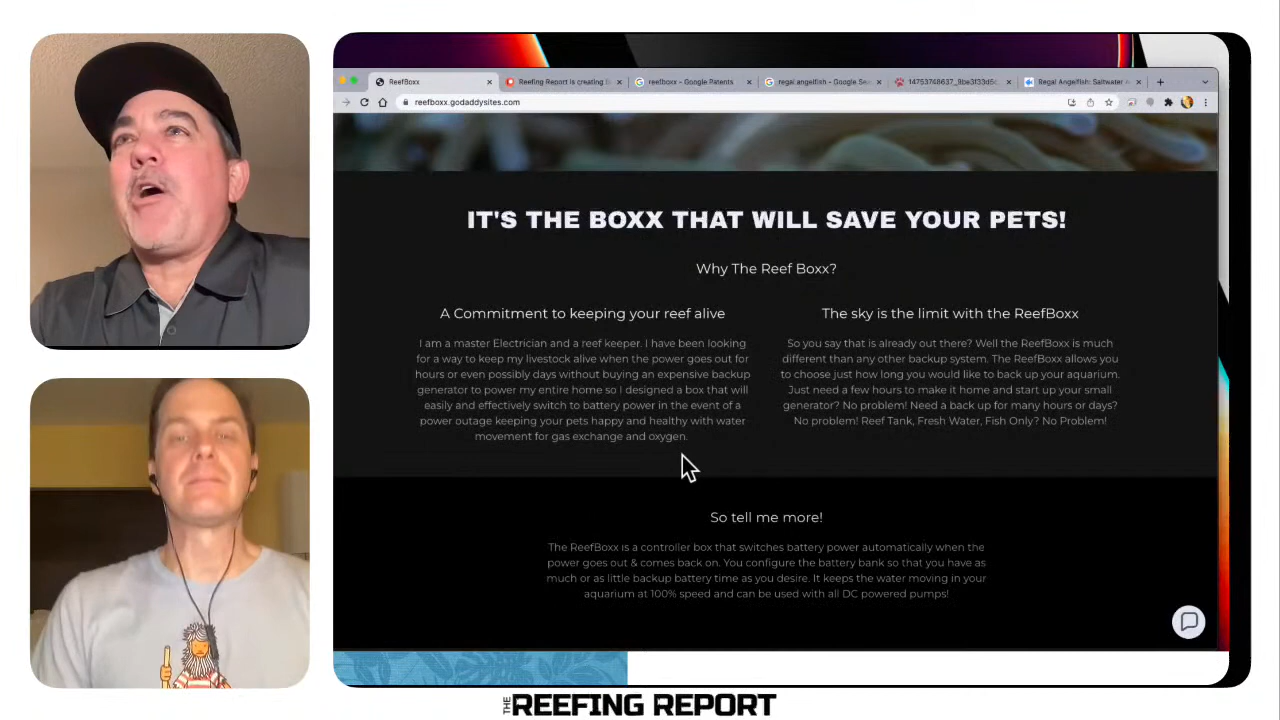 ReefBoxx
Reefing Report is creating
reefboxx - Google Patents
regal angelfish - Google Se
Regal Angelfish: Saltwater
reefboxx.godaddysites.com
IT'S THE BOXX THAT WILL SAVE YOUR PETS!
Why The Reef Boxx?
A Commitment to keeping your reef alive
I am a master Electrician and a reef keeper. I have been looking
for a way to keep my livestock alive when the power goes out for
hours or even possibly days without buying an expensive backup
generator to power my entire home so I designed a box that will
easily and effectively switch to battery power in the event of a
power outage keeping your pets happy and healthy with water
movement for gas exchange and oxygen.
The sky is the limit with the ReefBoxx
So you say that is already out there? Well the ReefBoxx is much
different than any other backup system. The ReefBoxx allows you
to choose just how long you would like to back up your aquarium.
Just need a few hours to make it home and start up your small
generator? No problem! Need a back up for many hours or days?
No problem! Reef Tank, Fresh Water, Fish Only? No Problem!
So tell me more!
The ReefBoxx is a controller box that switches battery power automatically when the
power goes out & comes back on. You configure the battery bank so that you have as
much or as little backup battery time as you desire. It keeps the water moving in your
aquarium at 100% speed and can be used with all DC powered pumps!
THE REEFING REPORT